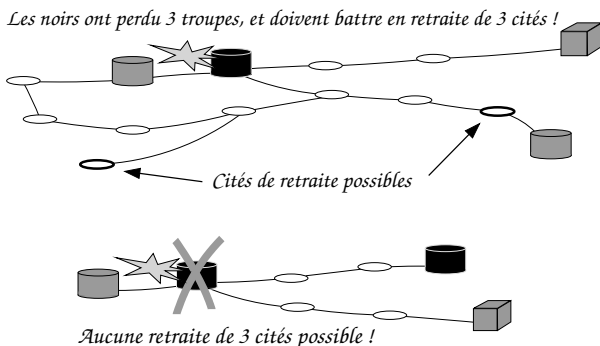 Les noirs ont perdu 3 troupes, et doivent battre en retraite de 3 cités !
Cités de retraite possibles
Aucune retraite de 3 cités possible !